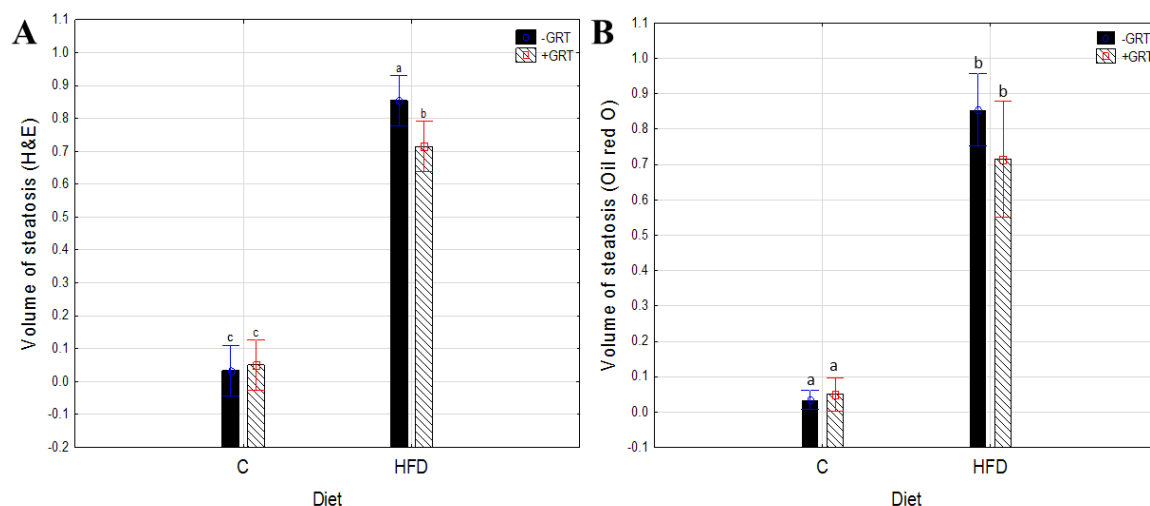 A
Volume of steatosis (H&E)
1.1
1.0
0.9
0.8
0.7
0.6
0.5
0.4
0.3
0.2
0.1
0.0
-0.1
-0.2
-GRT
+GRT
a
b
c c
C HFD
Diet
B
Volume of steatosis (Oil red O)
1.1
1.0
0.9
0.8
0.7
0.6
0.5
0.4
0.3
0.2
0.1
0.0
-0.1
-GRT
+GRT
b
b
a a
C HFD
Diet